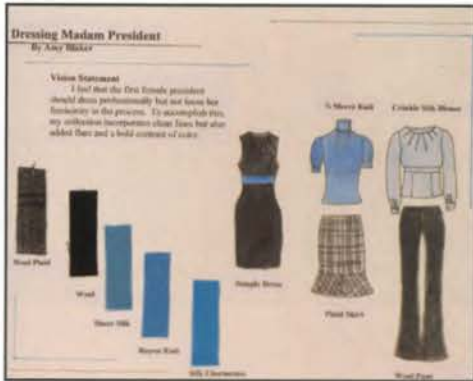 Dressing Madam President
By Amy Blaker
Vision Statement
I feel that the first female president
should dress professionally but not loose her
femininity in the process. To accomplish this,
my collection incorporates clean lines but also
added flare and a bold contrast of color.
¾ Sleeve Knit
Crinkle Silk Blouse
Wool Plaid
Wool
Sheer Silk
Rayon Knit
Silk Charmeuse
Sample Dress
Plaid Skirt
Wool Pant